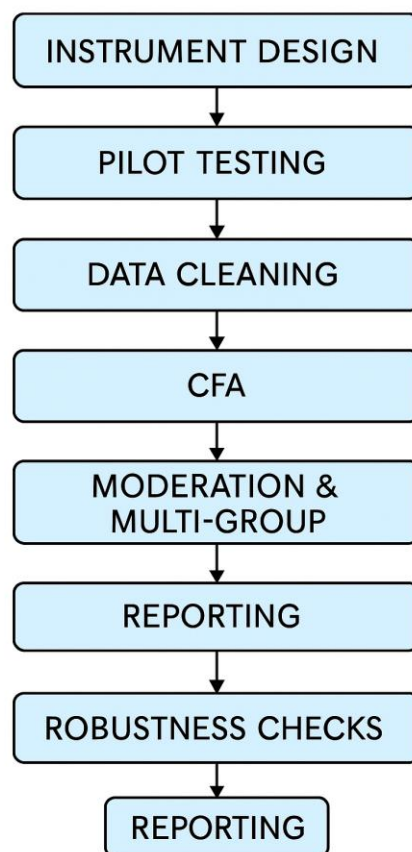 INSTRUMENT DESIGN
PILOT TESTING
DATA CLEANING
CFA
MODERATION &
MULTI-GROUP
REPORTING
ROBUSTNESS CHECKS
REPORTING